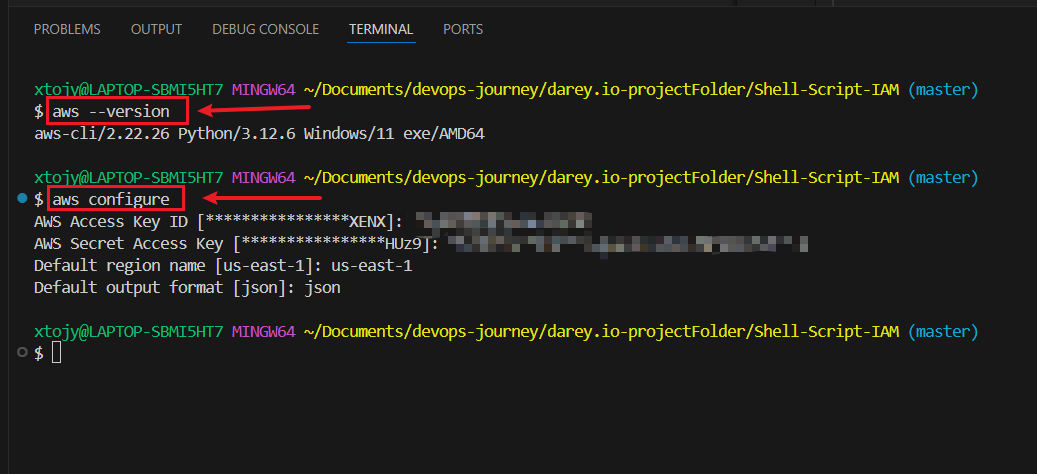 PROBLEMS OUTPUT DEBUG CONSOLE TERMINAL PORTS
xtojy@LAPTOP-SBMI5HT7 MINGW64 ~/Documents/devops-journey/darey.io-projectFolder/Shell-Script-IAM (master)
$ aws --version
aws-cli/2.22.26 Python/3.12.6 Windows/11 exe/AMD64
xtojy@LAPTOP-SBMI5HT7 MINGW64 ~/Documents/devops-journey/darey.io-projectFolder/Shell-Script-IAM (master)
$ aws configure
AWS Access Key ID [****************XENX]:
AWS Secret Access Key [****************HUz9]:
Default region name [us-east-1]: us-east-1
Default output format [json]: json
xtojy@LAPTOP-SBMI5HT7 MINGW64 ~/Documents/devops-journey/darey.io-projectFolder/Shell-Script-IAM (master)
$